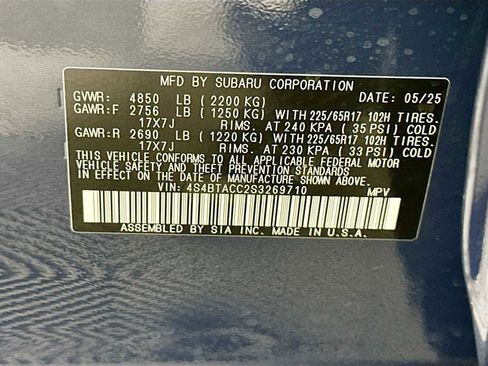 MFD BY SUBARU CORPORATION
GVWR: 4850 LB ( 2200 KG) DATE: 05/25
GAWR:F 2756 LB ( 1250 KG) WITH 225/65R17 102H TIRES.
17X7J RIMS. AT 240 KPA ( 35 PSI) COLD
GAWR:R 2690 LB ( 1220 KG) WITH 225/65R17 102H TIRES.
17X7J RIMS. AT 230 KPA ( 33 PSI) COLD
THIS VEHICLE CONFORMS TO ALL APPLICABLE FEDERAL MOTOR
VEHICLE SAFETY AND THEFT PREVENTION STANDARDS
IN EFFECT ON THE DATE OF MANUFACTURE SHOWN ABOVE.
VIN: 4S4BTACC2S3269710 MPV
ASSEMBLED BY SIA INC. MADE IN U.S.A.